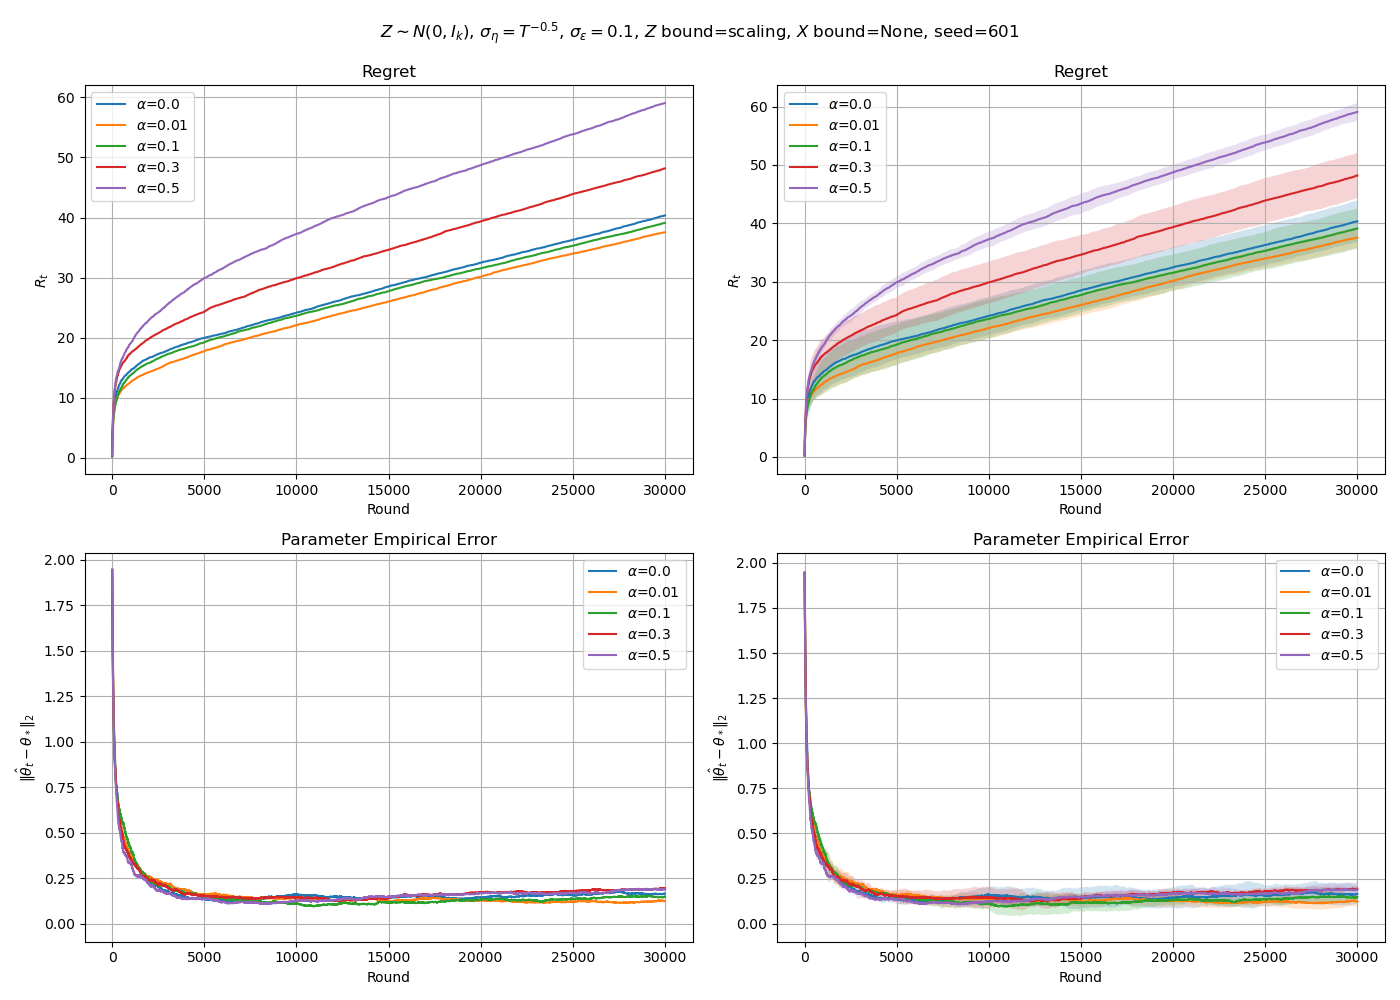 Z ~ N(0, I_k), σ_η = T^{-0.5}, σ_ε = 0.1, Z bound=scaling, X bound=None, seed=601
Regret
60
50
40
30
20
10
0
R_t
α=0.0
α=0.01
α=0.1
α=0.3
α=0.5
0 5000 10000 15000 20000 25000 30000
Round
Regret
60
50
40
30
20
10
0
R_t
α=0.0
α=0.01
α=0.1
α=0.3
α=0.5
0 5000 10000 15000 20000 25000 30000
Round
Parameter Empirical Error
2.00
1.75
1.50
1.25
1.00
0.75
0.50
0.25
0.00
‖θ̂_t − θ_*‖_2
α=0.0
α=0.01
α=0.1
α=0.3
α=0.5
0 5000 10000 15000 20000 25000 30000
Round
Parameter Empirical Error
2.00
1.75
1.50
1.25
1.00
0.75
0.50
0.25
0.00
‖θ̂_t − θ_*‖_2
α=0.0
α=0.01
α=0.1
α=0.3
α=0.5
0 5000 10000 15000 20000 25000 30000
Round